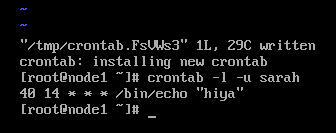 ~
~
"/tmp/crontab.FsVWs3" 1L, 29C written
crontab: installing new crontab
[root@node1 ~]# crontab -l -u sarah
40 14 * * * /bin/echo "hiya"
[root@node1 ~]# _